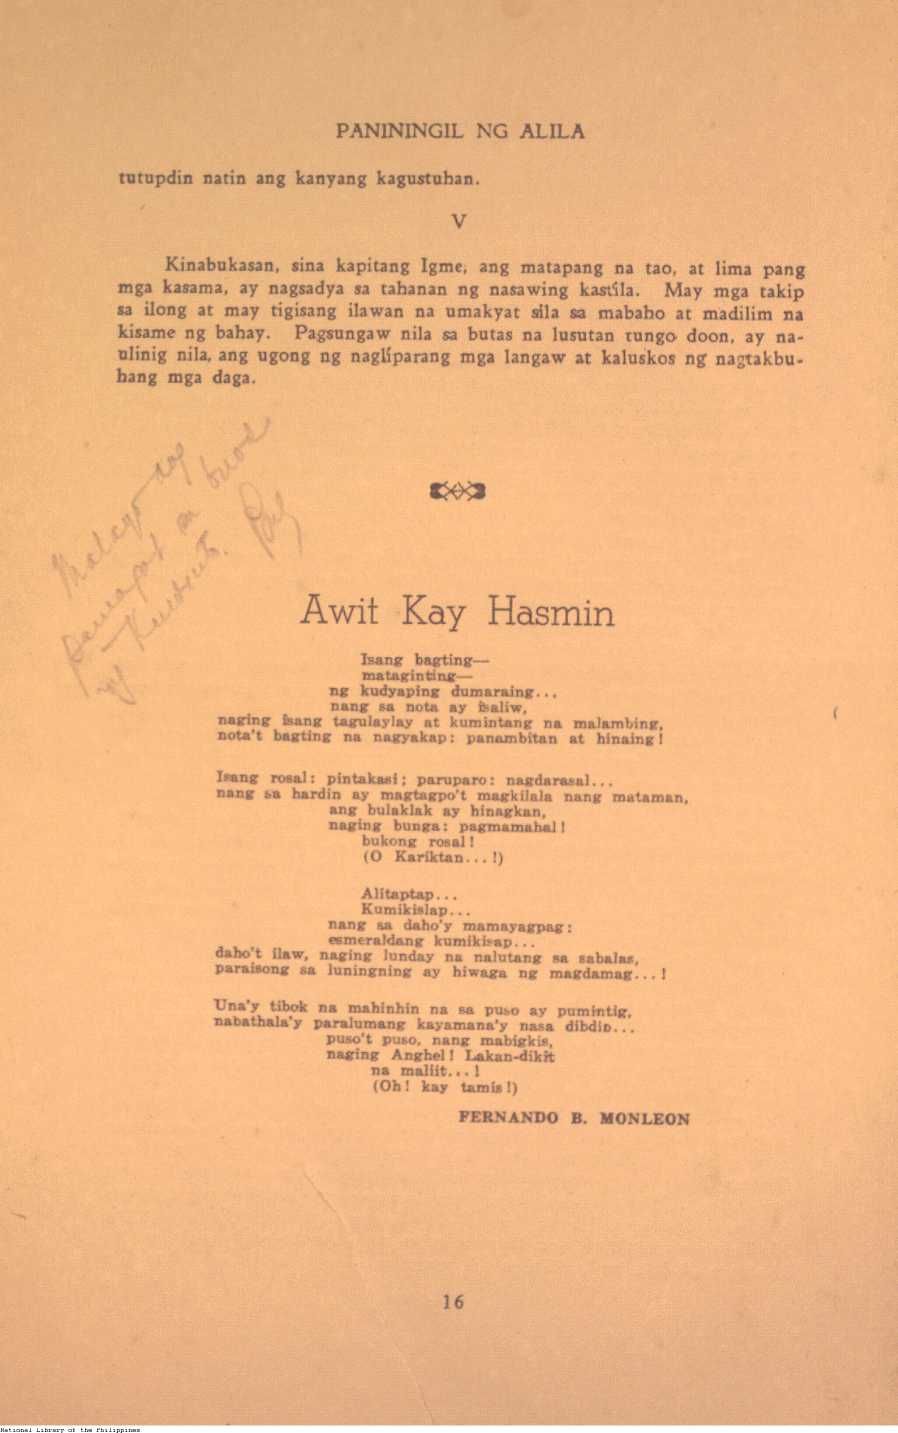 PANININGIL NG ALILA
tutupdin natin ang kanyang kagustuhan.
V
Kinabukasan, sina kapitang Igme, ang matapang na tao, at lima pang
mga kasama, ay nagsadya sa tahanan ng nasawing kastila. May mga takip
sa ilong at may tigisang ilawan na umakyat sila sa mabaho at madilim na
kisame ng bahay. Pagsungaw nila sa butas na lusutan tungo doon, ay na-
ulinig nila, ang ugong ng nagliparang mga langaw at kaluskos ng nagtakbu-
hang mga daga.
Awit Kay Hasmin
Isang bagting—
mataginting—
ng kudyaping dumaraing...
nang sa nota ay isaliw,
naging isang tagulaylay at kumintang na malambing,
nota't bagting na nagyakap: panambitan at hinaing!
Isang rosal: pintakasi; paruparo: nagdarasal...
nang sa hardin ay magtagpo't magkilala nang mataman,
ang bulaklak ay hinagkan,
naging bunga: pagmamahal!
bukong rosal!
(O Kariktan...!)
Alitaptap...
Kumikislap...
nang sa daho'y mamayagpag:
esmeraldang kumikisap...
daho't ilaw, naging lunday na nalutang sa sabalas,
paraisong sa luningning ay hiwaga ng magdamag...!
Una'y tibok na mahinhin na sa puso ay pumintig,
nabathala'y paralumang kayamana'y nasa dibdib...
puso't puso, nang mabigkis,
naging Anghel! Lakan-dikit
na maliit...!
(Oh! kay tamis!)
FERNANDO B. MONLEON
16
National Library of the Philippines